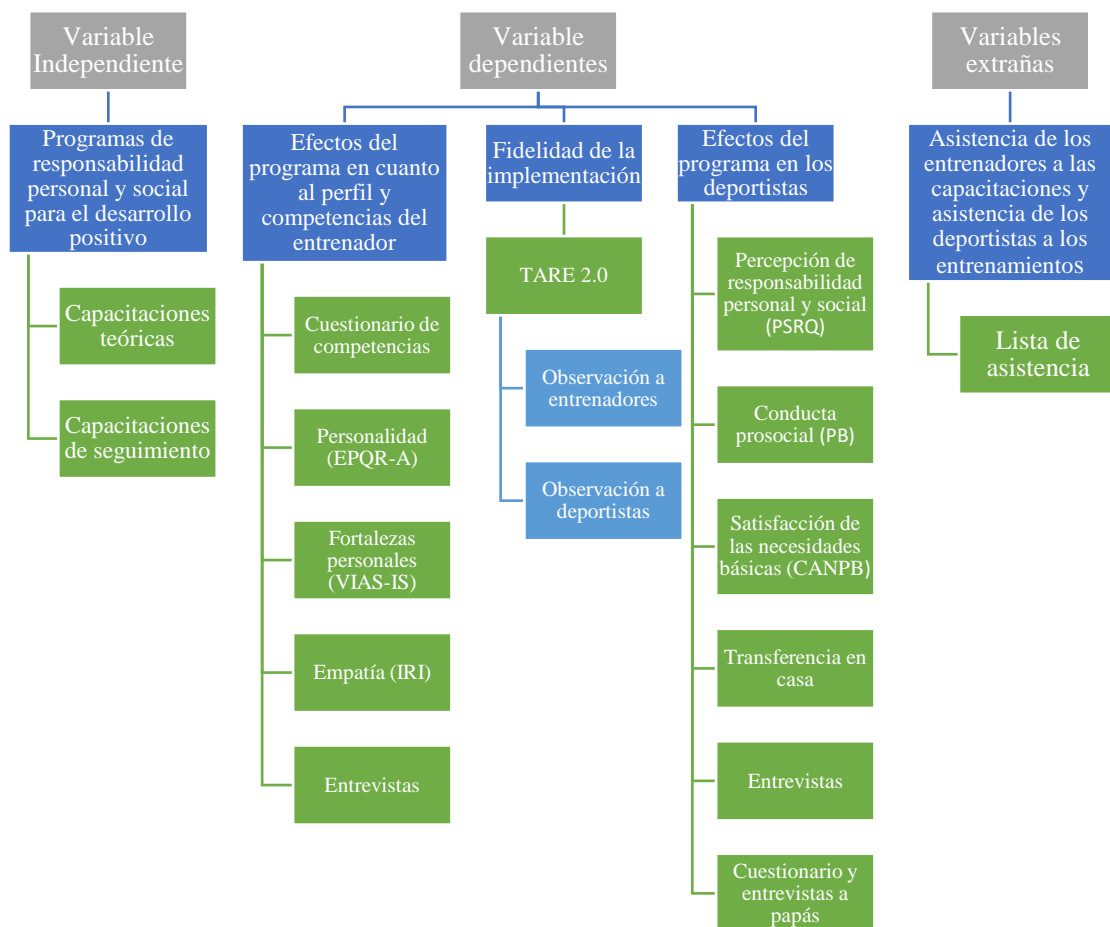 Variable
Independiente
Programas de
responsabilidad
personal y social
para el desarrollo
positivo
Capacitaciones
teóricas
Capacitaciones
de seguimiento
Variable
dependientes
Efectos del
programa en cuanto
al perfil y
competencias del
entrenador
Cuestionario de
competencias
Personalidad
(EPQR-A)
Fortalezas
personales
(VIAS-IS)
Empatía (IRI)
Entrevistas
Fidelidad de la
implementación
TARE 2.0
Observación a
entrenadores
Observación a
deportistas
Efectos del
programa en los
deportistas
Percepción de
responsabilidad
personal y social
(PSRQ)
Conducta
prosocial (PB)
Satisfacción de
las necesidades
básicas (CANPB)
Transferencia en
casa
Entrevistas
Cuestionario y
entrevistas a
papás
Variables
extrañas
Asistencia de los
entrenadores a las
capacitaciones y
asistencia de los
deportistas a los
entrenamientos
Lista de
asistencia